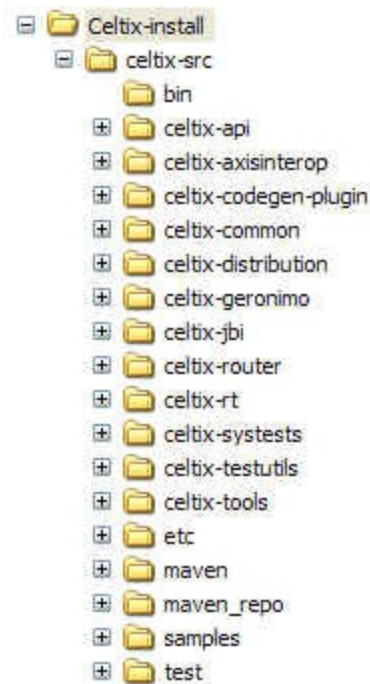 Celtix-install
celtix-src
bin
celtix-api
celtix-axisinterop
celtix-codegen-plugin
celtix-common
celtix-distribution
celtix-geronimo
celtix-jbi
celtix-router
celtix-rt
celtix-systests
celtix-testutils
celtix-tools
etc
maven
maven_repo
samples
test